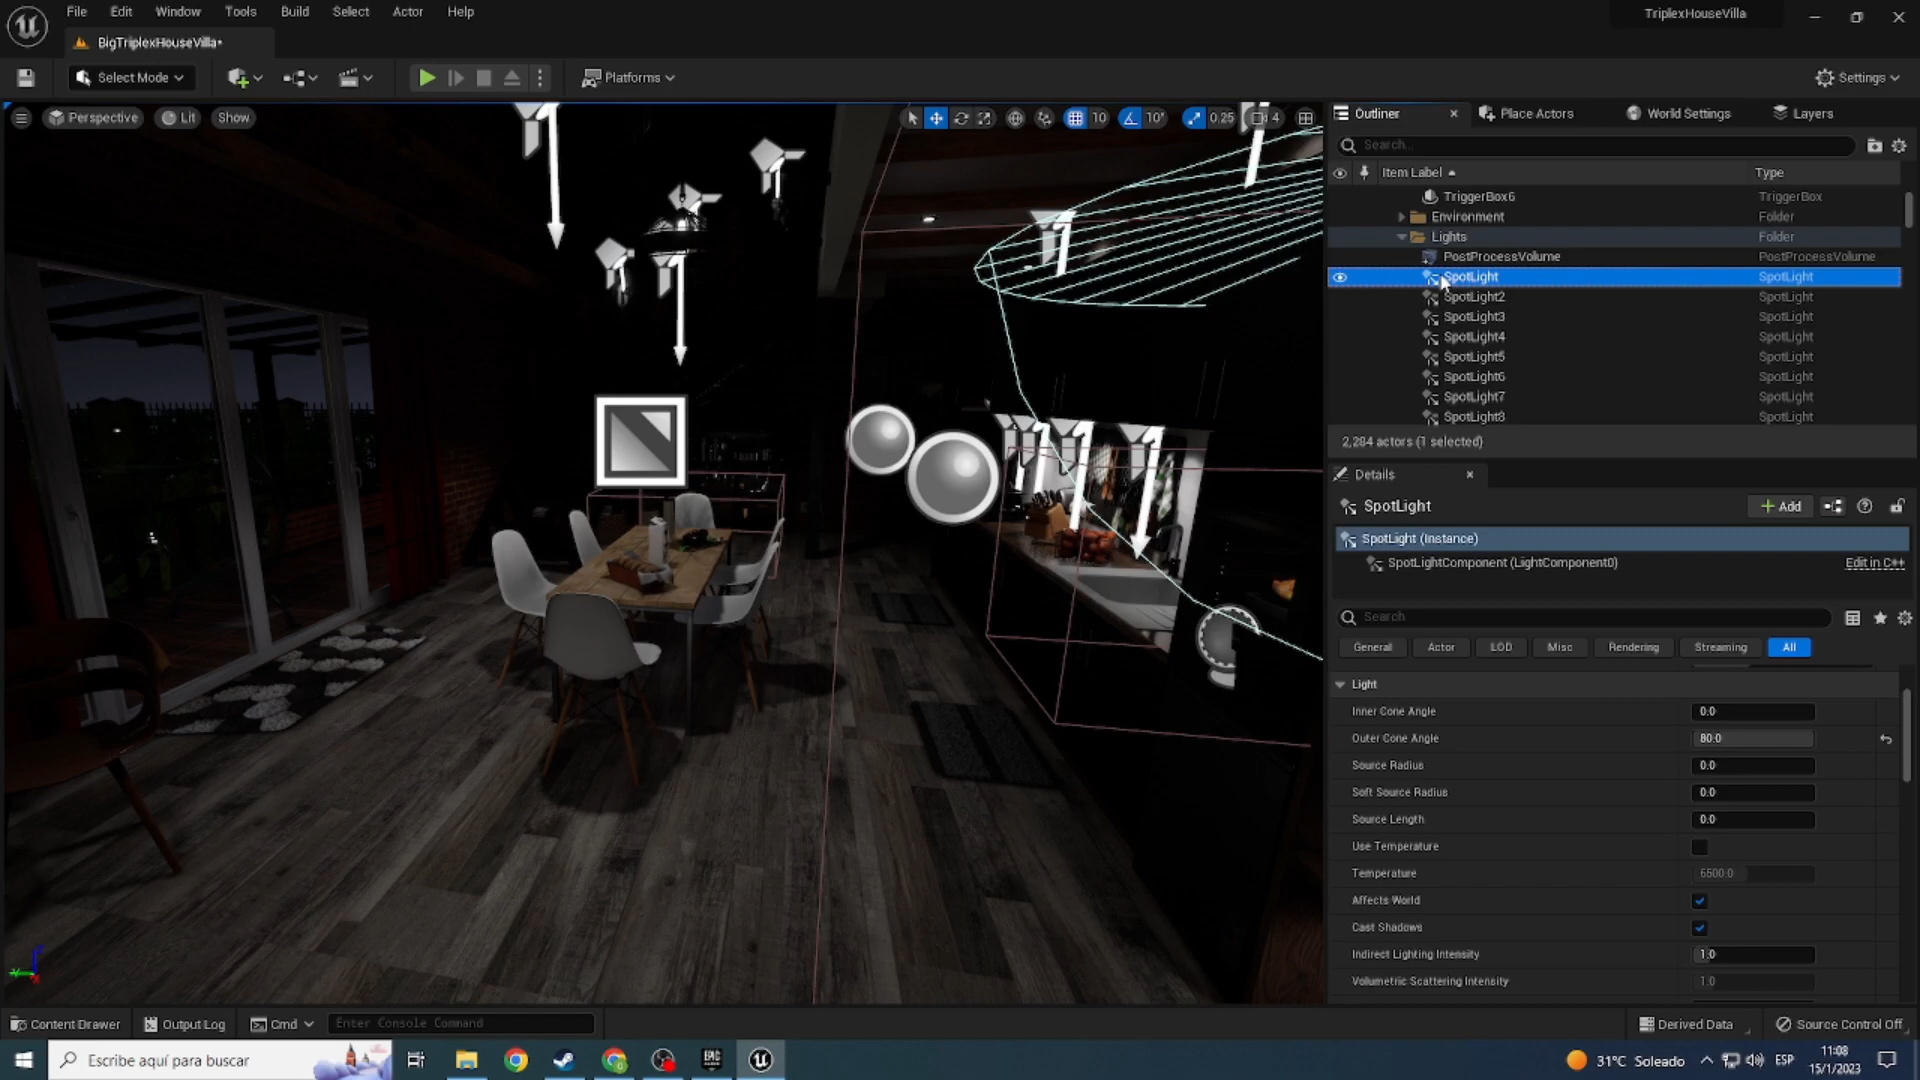 File Edit Window Tools Build Select Actor Help
TriplexHouseVilla
BigTriplexHouseVilla*
Select Mode
Platforms
Settings
Perspective Lit Show
10 10° 0.25 4
Outliner Place Actors World Settings Layers
Search...
Item Label Type
TriggerBox6 TriggerBox
Environment Folder
Lights Folder
PostProcessVolume PostProcessVolume
SpotLight SpotLight
SpotLight2 SpotLight
SpotLight3 SpotLight
SpotLight4 SpotLight
SpotLight5 SpotLight
SpotLight6 SpotLight
SpotLight7 SpotLight
SpotLight8 SpotLight
2,284 actors (1 selected)
Details
SpotLight Add
SpotLight (Instance)
SpotLightComponent (LightComponent0) Edit in C++
Search
General Actor LOD Misc Rendering Streaming All
Light
Inner Cone Angle 0.0
Outer Cone Angle 80.0
Source Radius 0.0
Soft Source Radius 0.0
Source Length 0.0
Use Temperature
Temperature 6500.0
Affects World
Cast Shadows
Indirect Lighting Intensity 1.0
Volumetric Scattering Intensity 1.0
Content Drawer Output Log Cmd Enter Console Command
Derived Data Source Control Off
Escribe aquí para buscar
EPIC
31°C Soleado ESP 11:08
15/1/2023